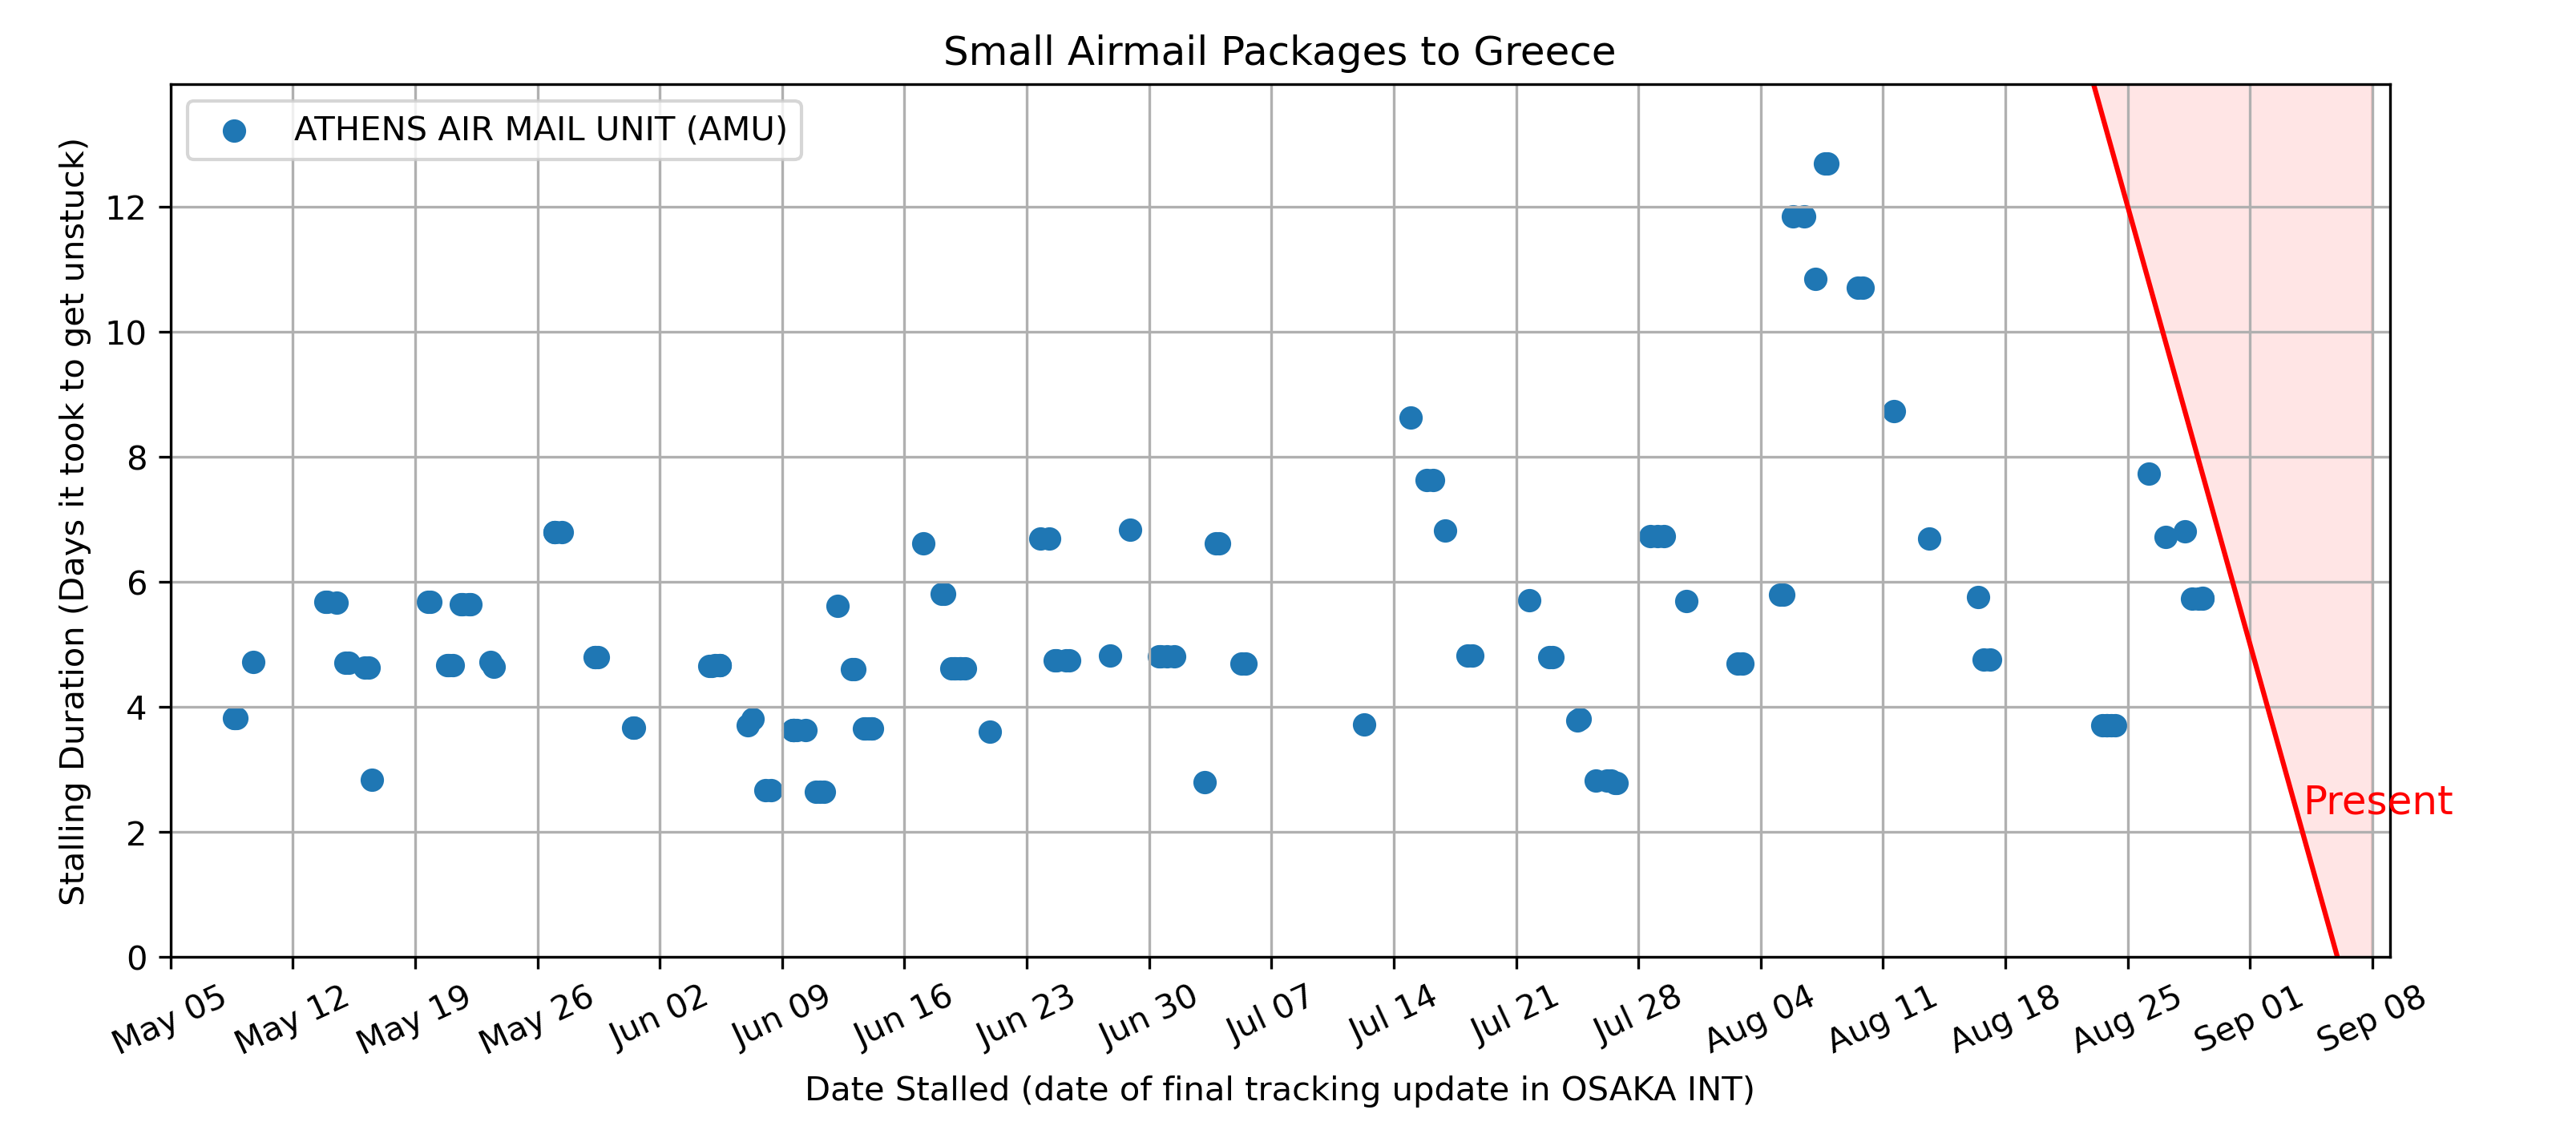 Small Airmail Packages to Greece
ATHENS AIR MAIL UNIT (AMU)
Stalling Duration (Days it took to get unstuck)
12
10
8
6
4
2
0
Present
May 05
May 12
May 19
May 26
Jun 02
Jun 09
Jun 16
Jun 23
Jun 30
Jul 07
Jul 14
Jul 21
Jul 28
Aug 04
Aug 11
Aug 18
Aug 25
Sep 01
Sep 08
Date Stalled (date of final tracking update in OSAKA INT)